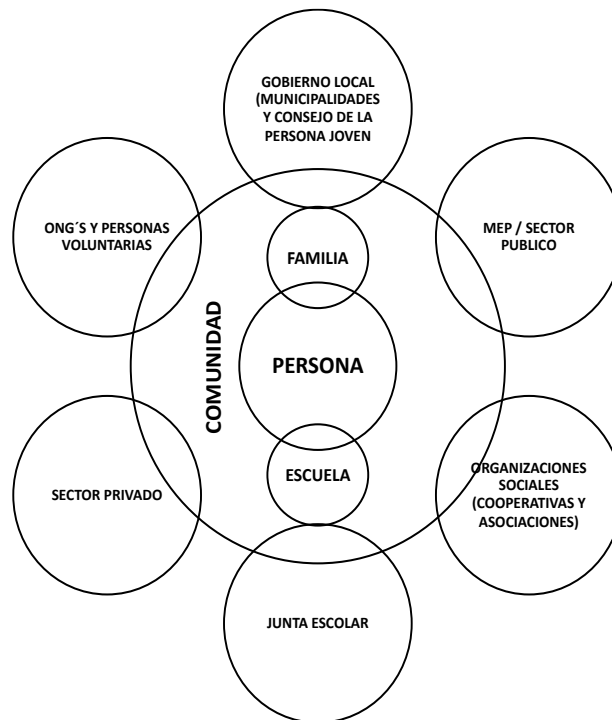 GOBIERNO LOCAL
(MUNICIPALIDADES
Y CONSEJO DE LA
PERSONA JOVEN
ONG´S Y PERSONAS
VOLUNTARIAS
MEP / SECTOR
PUBLICO
FAMILIA
COMUNIDAD
PERSONA
ESCUELA
SECTOR PRIVADO
ORGANIZACIONES
SOCIALES
(COOPERATIVAS Y
ASOCIACIONES)
JUNTA ESCOLAR